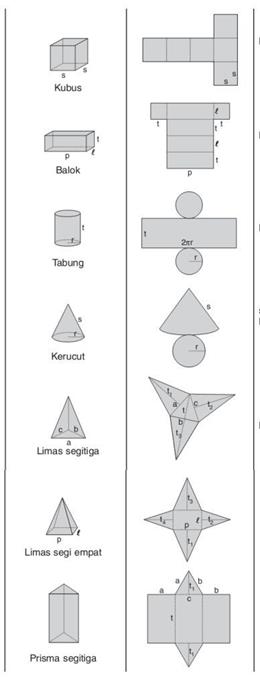 s
s
Kubus
s
s
t
ℓ
p
Balok
ℓ
t
t
t
t
ℓ
t
p
t
r
Tabung
t
2πr
r
s
r
Kerucut
s
r
c
b
a
Limas segitiga
t₁
a
c
t₂
t
b
t₃
p
ℓ
Limas segi empat
t₃
t₄
ℓ
t₂
p
t₁
Prisma segitiga
a
a
t₁
b
b
c
t
t₁